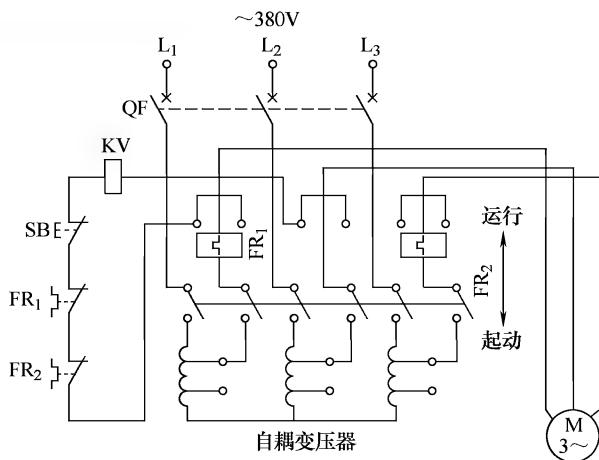 ～380V
L₁ L₂ L₃
QF
KV
SB
FR₁
运行
FR₁
FR₂
起动
FR₂
自耦变压器
M
3～